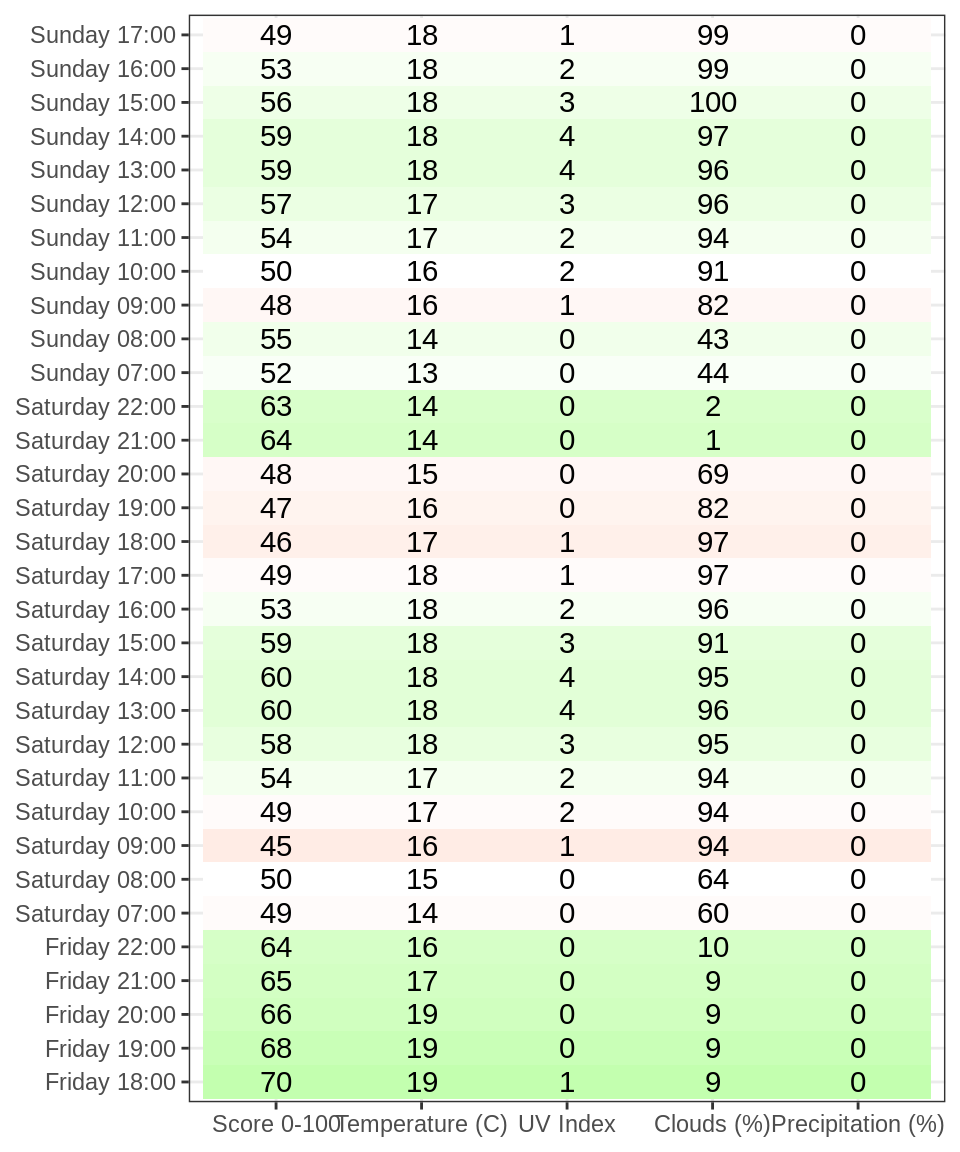 Sunday 17:00 49 18 1 99 0
Sunday 16:00 53 18 2 99 0
Sunday 15:00 56 18 3 100 0
Sunday 14:00 59 18 4 97 0
Sunday 13:00 59 18 4 96 0
Sunday 12:00 57 17 3 96 0
Sunday 11:00 54 17 2 94 0
Sunday 10:00 50 16 2 91 0
Sunday 09:00 48 16 1 82 0
Sunday 08:00 55 14 0 43 0
Sunday 07:00 52 13 0 44 0
Saturday 22:00 63 14 0 2 0
Saturday 21:00 64 14 0 1 0
Saturday 20:00 48 15 0 69 0
Saturday 19:00 47 16 0 82 0
Saturday 18:00 46 17 1 97 0
Saturday 17:00 49 18 1 97 0
Saturday 16:00 53 18 2 96 0
Saturday 15:00 59 18 3 91 0
Saturday 14:00 60 18 4 95 0
Saturday 13:00 60 18 4 96 0
Saturday 12:00 58 18 3 95 0
Saturday 11:00 54 17 2 94 0
Saturday 10:00 49 17 2 94 0
Saturday 09:00 45 16 1 94 0
Saturday 08:00 50 15 0 64 0
Saturday 07:00 49 14 0 60 0
Friday 22:00 64 16 0 10 0
Friday 21:00 65 17 0 9 0
Friday 20:00 66 19 0 9 0
Friday 19:00 68 19 0 9 0
Friday 18:00 70 19 1 9 0
Score 0-100 Temperature (C) UV Index Clouds (%) Precipitation (%)